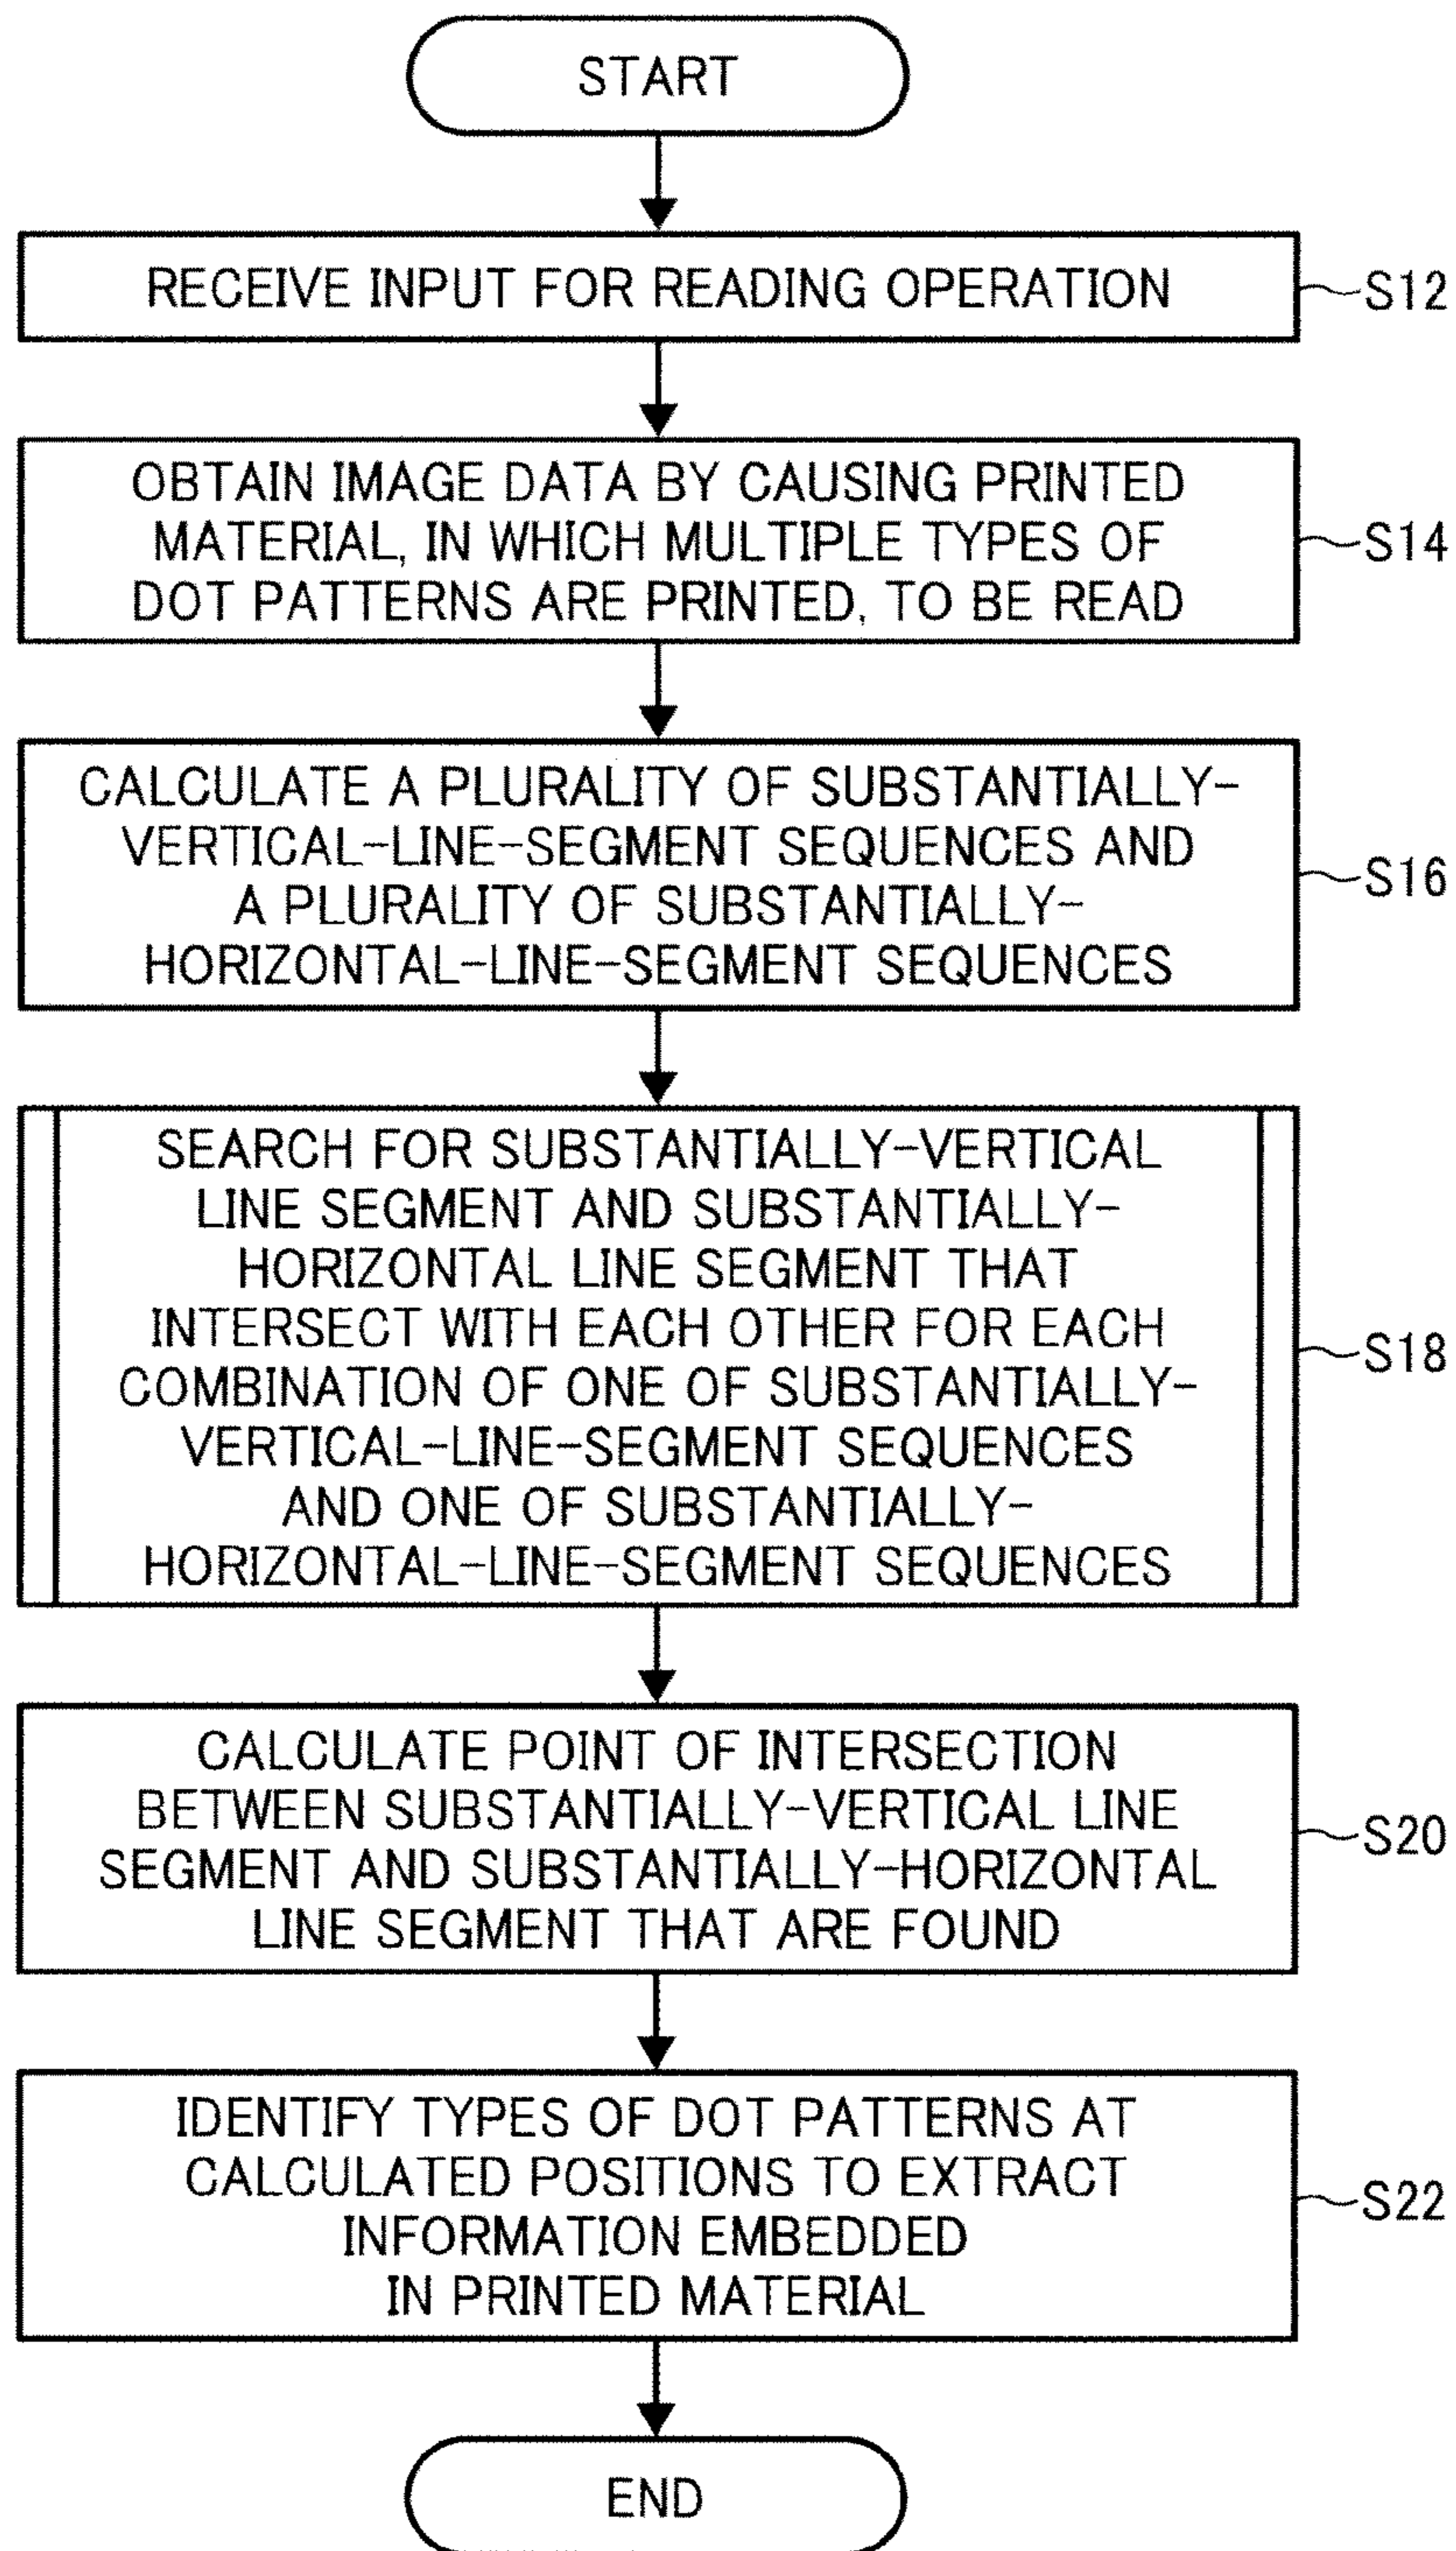 START
RECEIVE INPUT FOR READING OPERATION
S12
OBTAIN IMAGE DATA BY CAUSING PRINTED
MATERIAL, IN WHICH MULTIPLE TYPES OF
DOT PATTERNS ARE PRINTED, TO BE READ
S14
CALCULATE A PLURALITY OF SUBSTANTIALLY-
VERTICAL-LINE-SEGMENT SEQUENCES AND
A PLURALITY OF SUBSTANTIALLY-
HORIZONTAL-LINE-SEGMENT SEQUENCES
S16
SEARCH FOR SUBSTANTIALLY-VERTICAL
LINE SEGMENT AND SUBSTANTIALLY-
HORIZONTAL LINE SEGMENT THAT
INTERSECT WITH EACH OTHER FOR EACH
COMBINATION OF ONE OF SUBSTANTIALLY-
VERTICAL-LINE-SEGMENT SEQUENCES
AND ONE OF SUBSTANTIALLY-
HORIZONTAL-LINE-SEGMENT SEQUENCES
S18
CALCULATE POINT OF INTERSECTION
BETWEEN SUBSTANTIALLY-VERTICAL LINE
SEGMENT AND SUBSTANTIALLY-HORIZONTAL
LINE SEGMENT THAT ARE FOUND
S20
IDENTIFY TYPES OF DOT PATTERNS AT
CALCULATED POSITIONS TO EXTRACT
INFORMATION EMBEDDED
IN PRINTED MATERIAL
S22
END